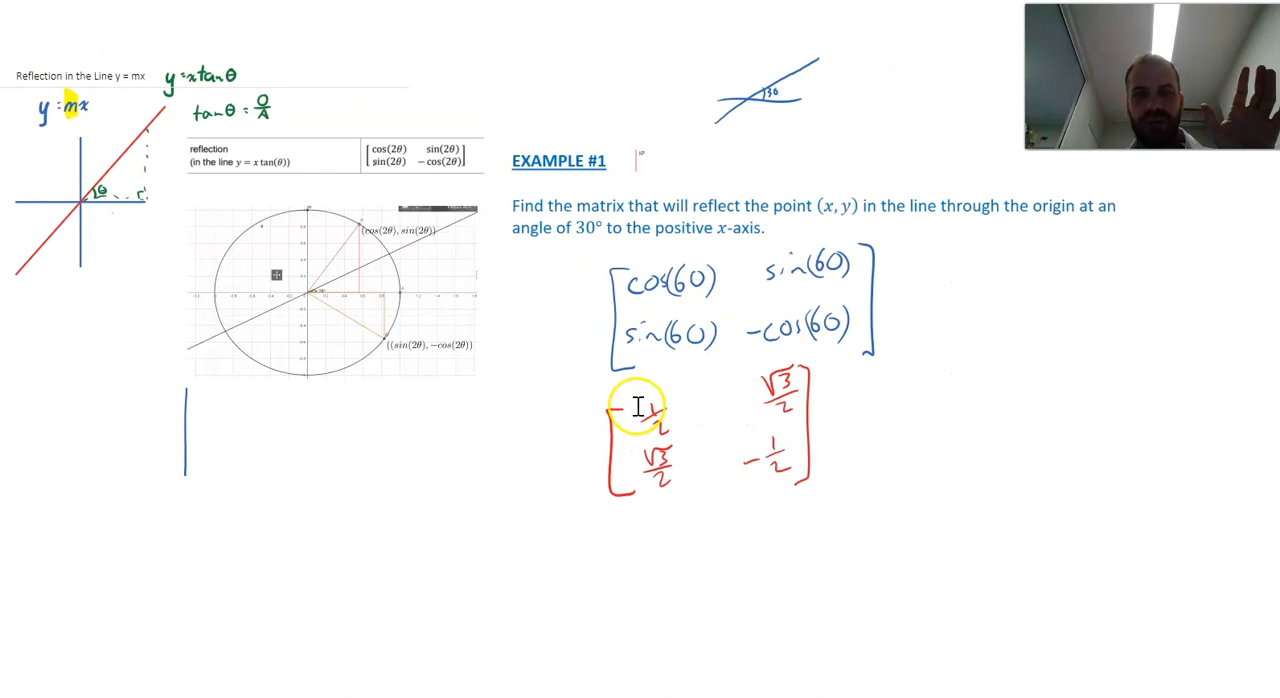 Reflection in the Line y = mx
y = x tanθ
y = mx
tanθ = O/A
θ
reflection
(in the line y = x tan(θ))
[cos(2θ) sin(2θ)]
[sin(2θ) − cos(2θ)]
(cos(2θ), sin(2θ))
((sin(2θ), −cos(2θ))
30
EXAMPLE #1
Find the matrix that will reflect the point (x, y) in the line through the origin at an
angle of 30° to the positive x-axis.
[cos(60) sin(60)]
[sin(60) -cos(60)]
[1/2 √3/2]
[√3/2 -1/2]